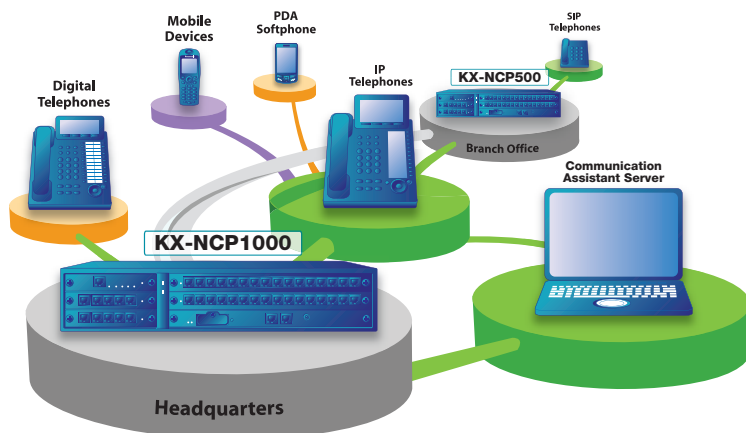 SIP
Telephones
Mobile
Devices
PDA
Softphone
IP
Telephones
KX-NCP500
Digital
Telephones
Branch Office
Communication
Assistant Server
KX-NCP1000
Headquarters